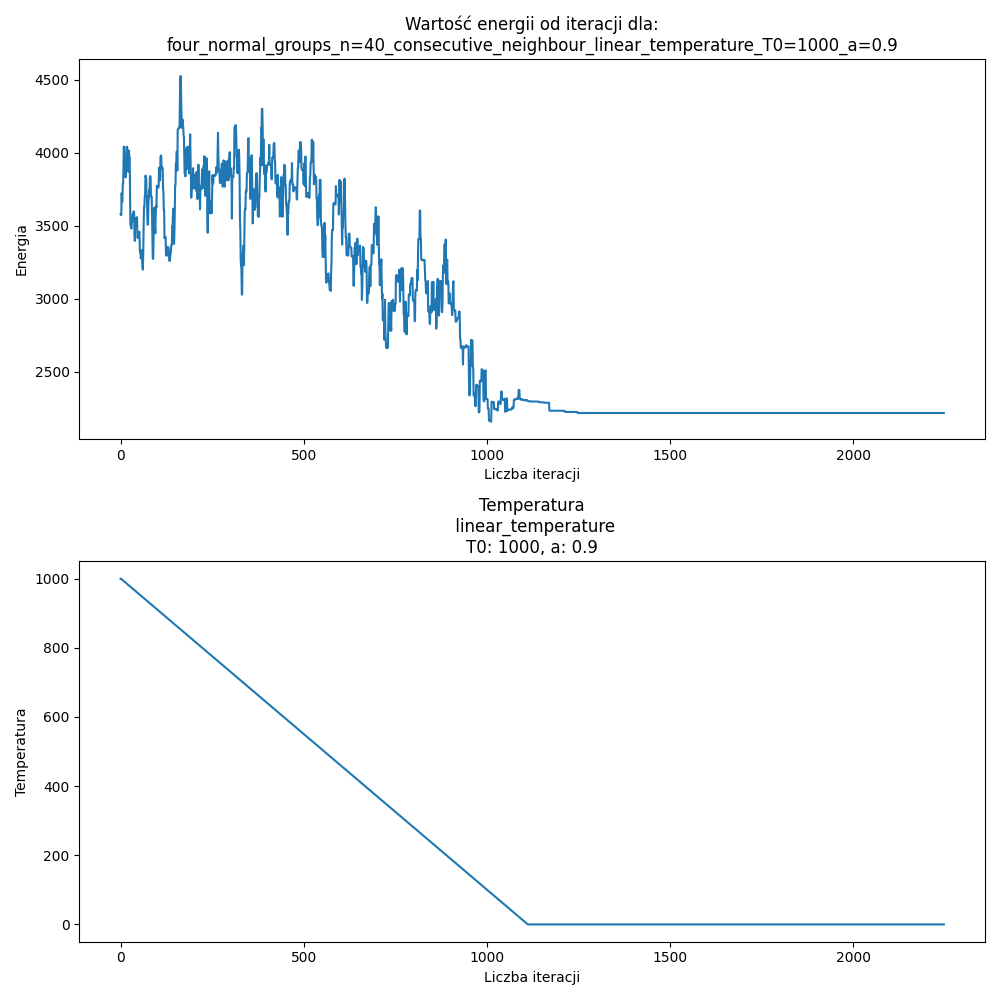 Wartość energii od iteracji dla:
four_normal_groups_n=40_consecutive_neighbour_linear_temperature_T0=1000_a=0.9
4500
4000
3500
3000
2500
Energia
0 500 1000 1500 2000
Liczba iteracji
Temperatura
linear_temperature
T0: 1000, a: 0.9
1000
800
600
400
200
0
Temperatura
0 500 1000 1500 2000
Liczba iteracji